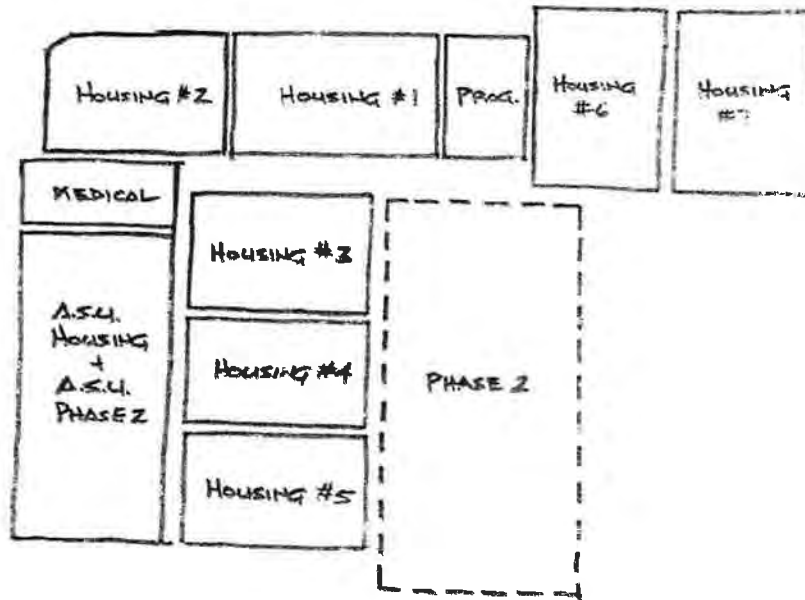 HOUSING #2
HOUSING #1
PROG.
HOUSING
#6
HOUSING
#7
MEDICAL
HOUSING #3
A.S.U.
HOUSING
+
A.S.U.
PHASE 2
HOUSING #4
PHASE 2
HOUSING #5